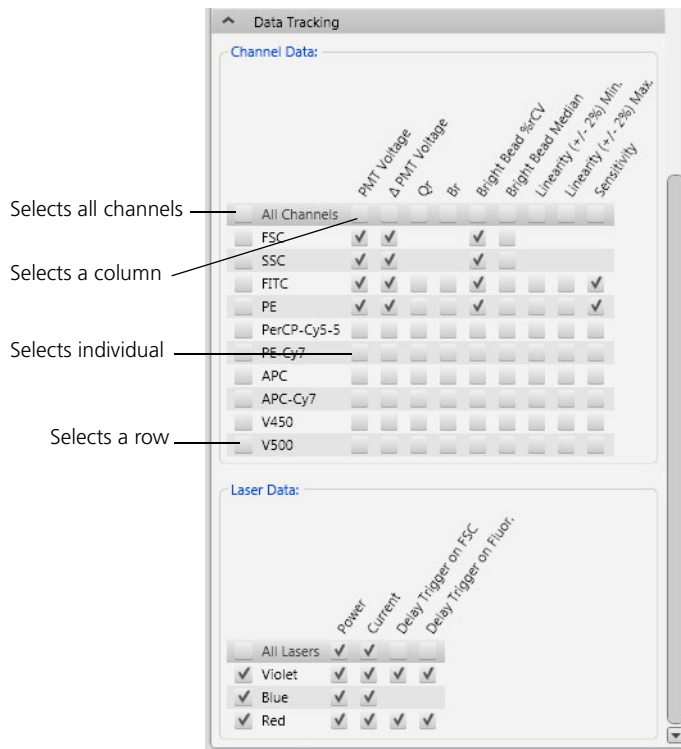 Data Tracking
Channel Data:
PMT Voltage
Δ PMT Voltage
Qr
Br
Bright Bead %rCV
Bright Bead Median
Linearity (+/- 2%) Min.
Linearity (+/- 2%) Max.
Sensitivity
Selects all channels
All Channels
FSC
Selects a column
SSC
FITC
PE
PerCP-Cy5-5
Selects individual
PE-Cy7
APC
APC-Cy7
V450
Selects a row
V500
Laser Data:
Power
Current
Delay Trigger on FSC
Delay Trigger on Fluor.
All Lasers
Violet
Blue
Red